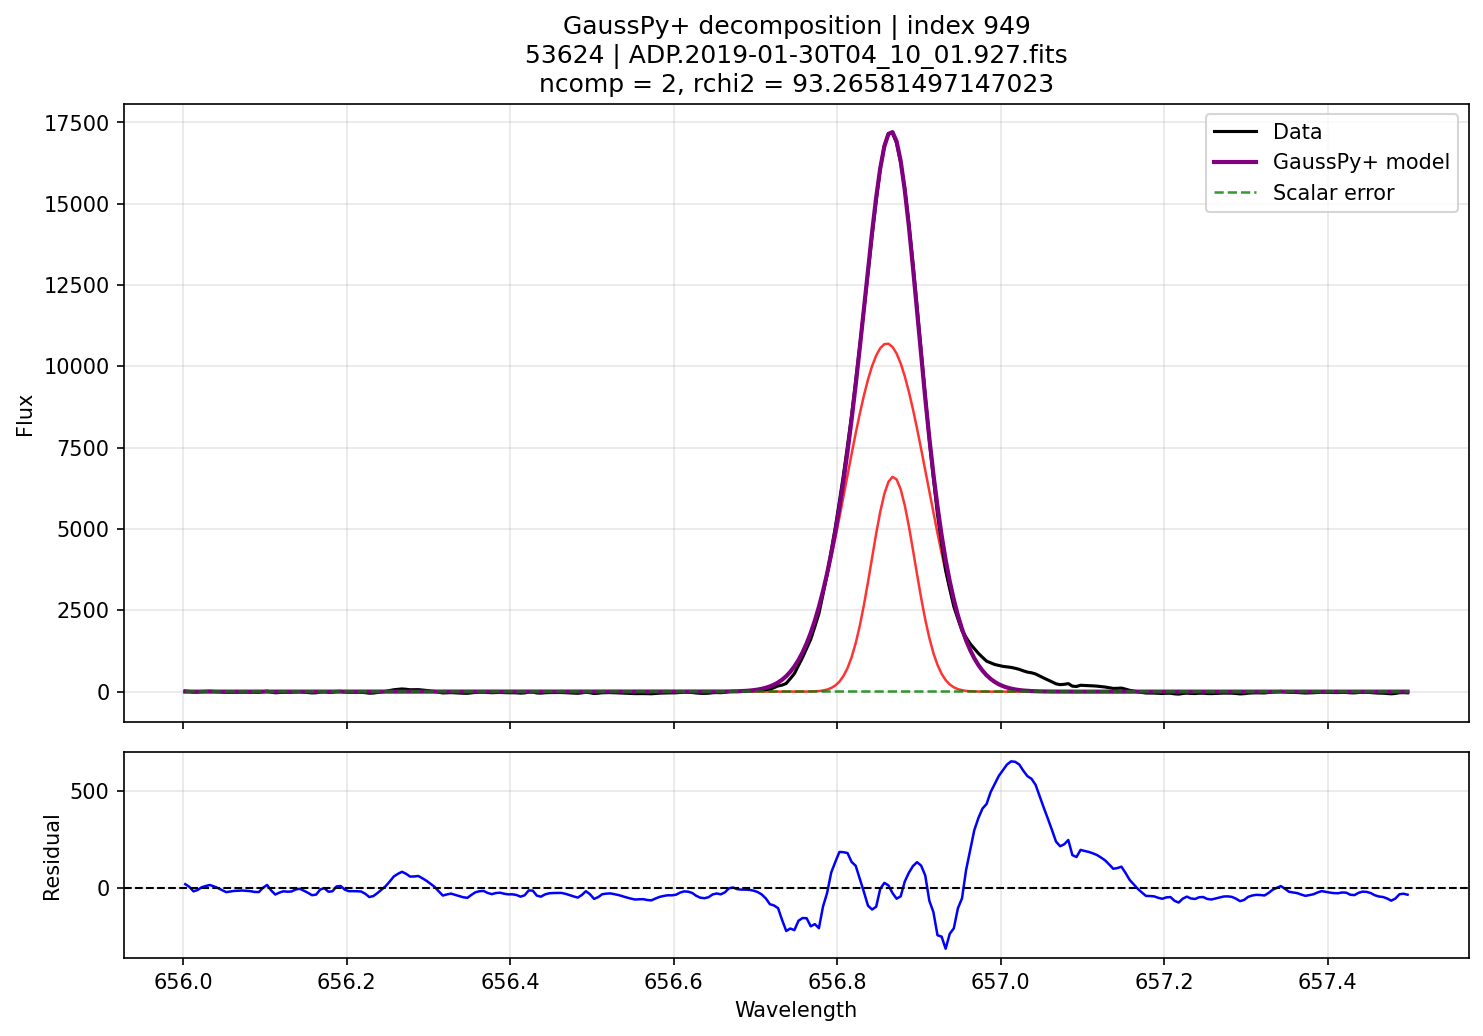 GaussPy+ decomposition | index 949
53624 | ADP.2019-01-30T04_10_01.927.fits
ncomp = 2, rchi2 = 93.26581497147023
17500
15000
12500
10000
7500
5000
2500
0
Flux
Data
GaussPy+ model
Scalar error
500
0
Residual
656.0
656.2
656.4
656.6
656.8
657.0
657.2
657.4
Wavelength